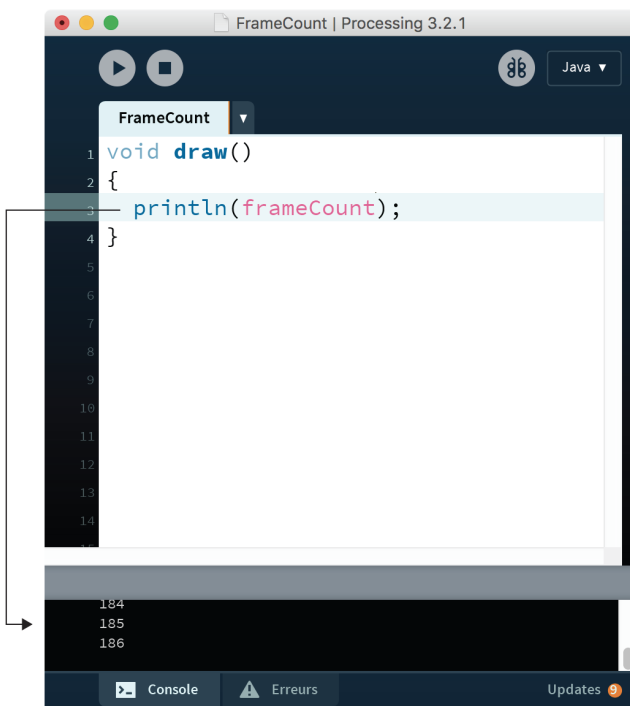 FrameCount | Processing 3.2.1
Java ▼
FrameCount ▼
1 void draw()
2 {
3 println(frameCount);
4 }
5
6
7
8
9
10
11
12
13
14
15
184
185
186
>_ Console Erreurs Updates 9